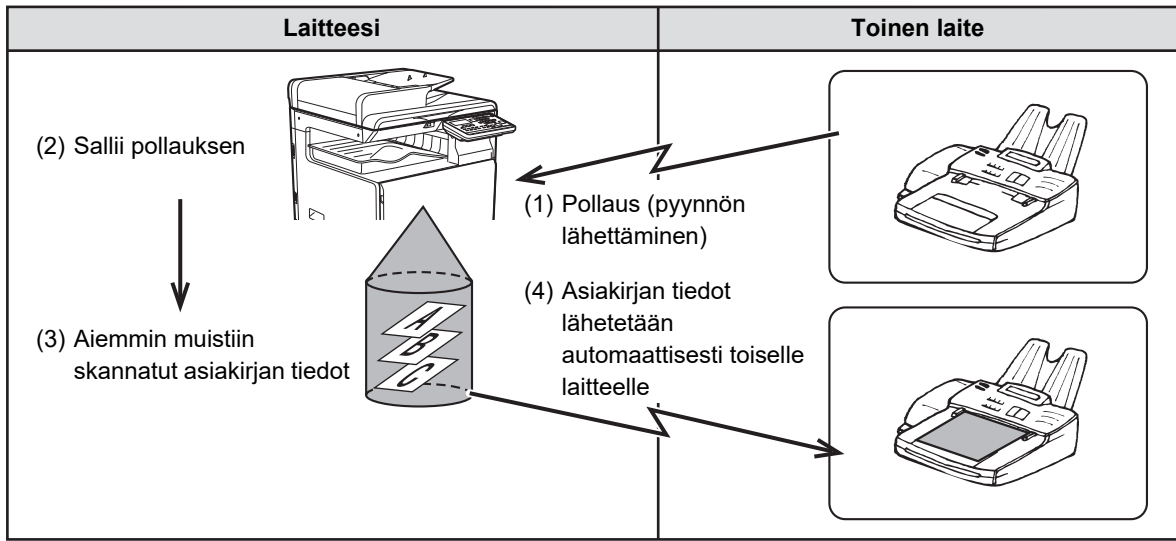 Laitteesi
Toinen laite
(2) Sallii pollauksen
(1) Pollaus (pyynnön
lähettäminen)
(3) Aiemmin muistiin
skannatut asiakirjan tiedot
(4) Asiakirjan tiedot
lähetetään
automaattisesti toiselle
laitteelle
A
B
C